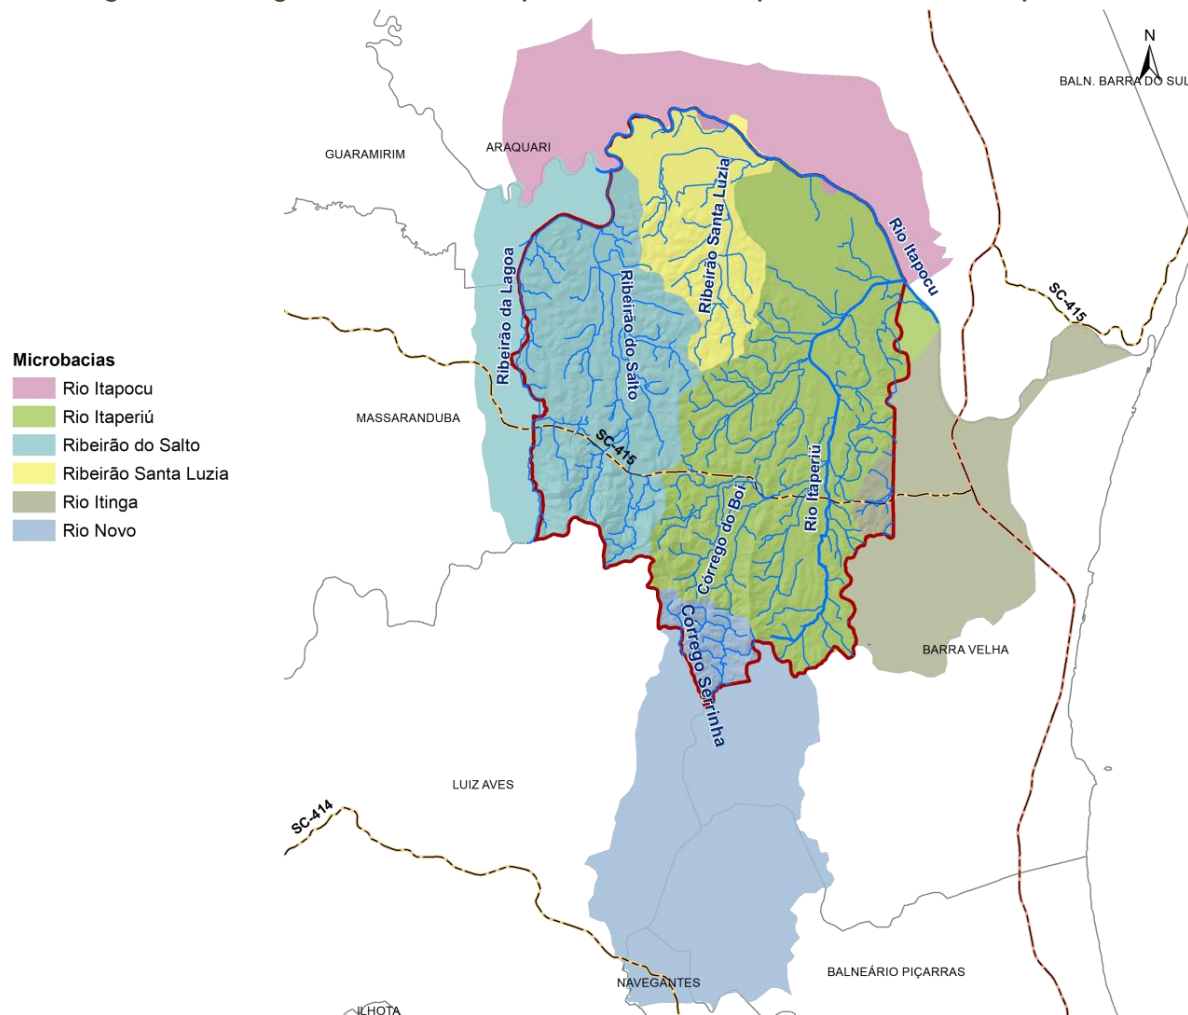 N
BALN. BARRA DO SUL
ARAQUARI
GUARAMIRIM
Ribeirão Santa Luzia
Rio Itapocu
Ribeirão da Lagoa
Ribeirão do Salto
SC-415
Microbacias
Rio Itapocu
Rio Itaperiú
Ribeirão do Salto
Ribeirão Santa Luzia
Rio Itinga
Rio Novo
MASSARANDUBA
SC-415
Rio Itaperiú
Córrego do Boi
Córrego Serrinha
BARRA VELHA
LUIZ AVES
SC-414
BALNEÁRIO PIÇARRAS
NAVEGANTES
ILHOTA